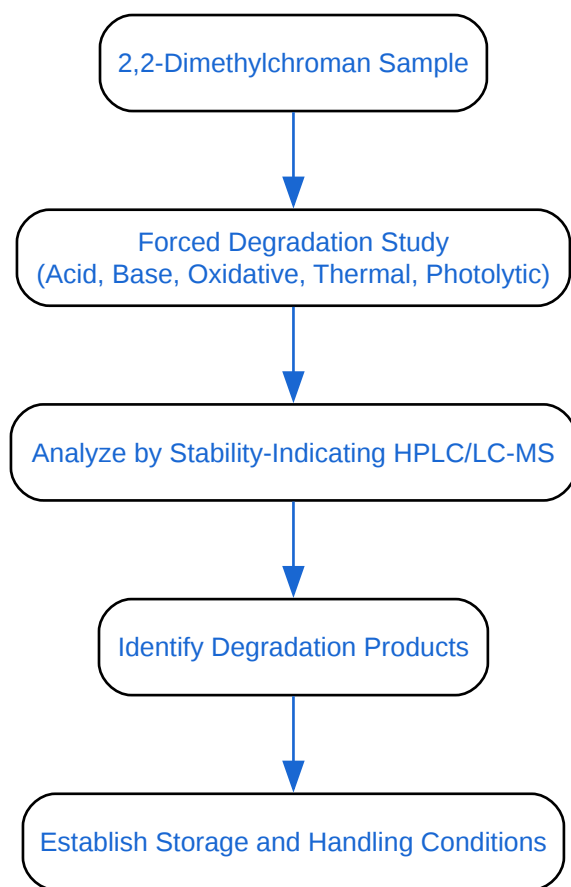 2,2-Dimethylchroman Sample
Forced Degradation Study
(Acid, Base, Oxidative, Thermal, Photolytic)
Analyze by Stability-Indicating HPLC/LC-MS
Identify Degradation Products
Establish Storage and Handling Conditions